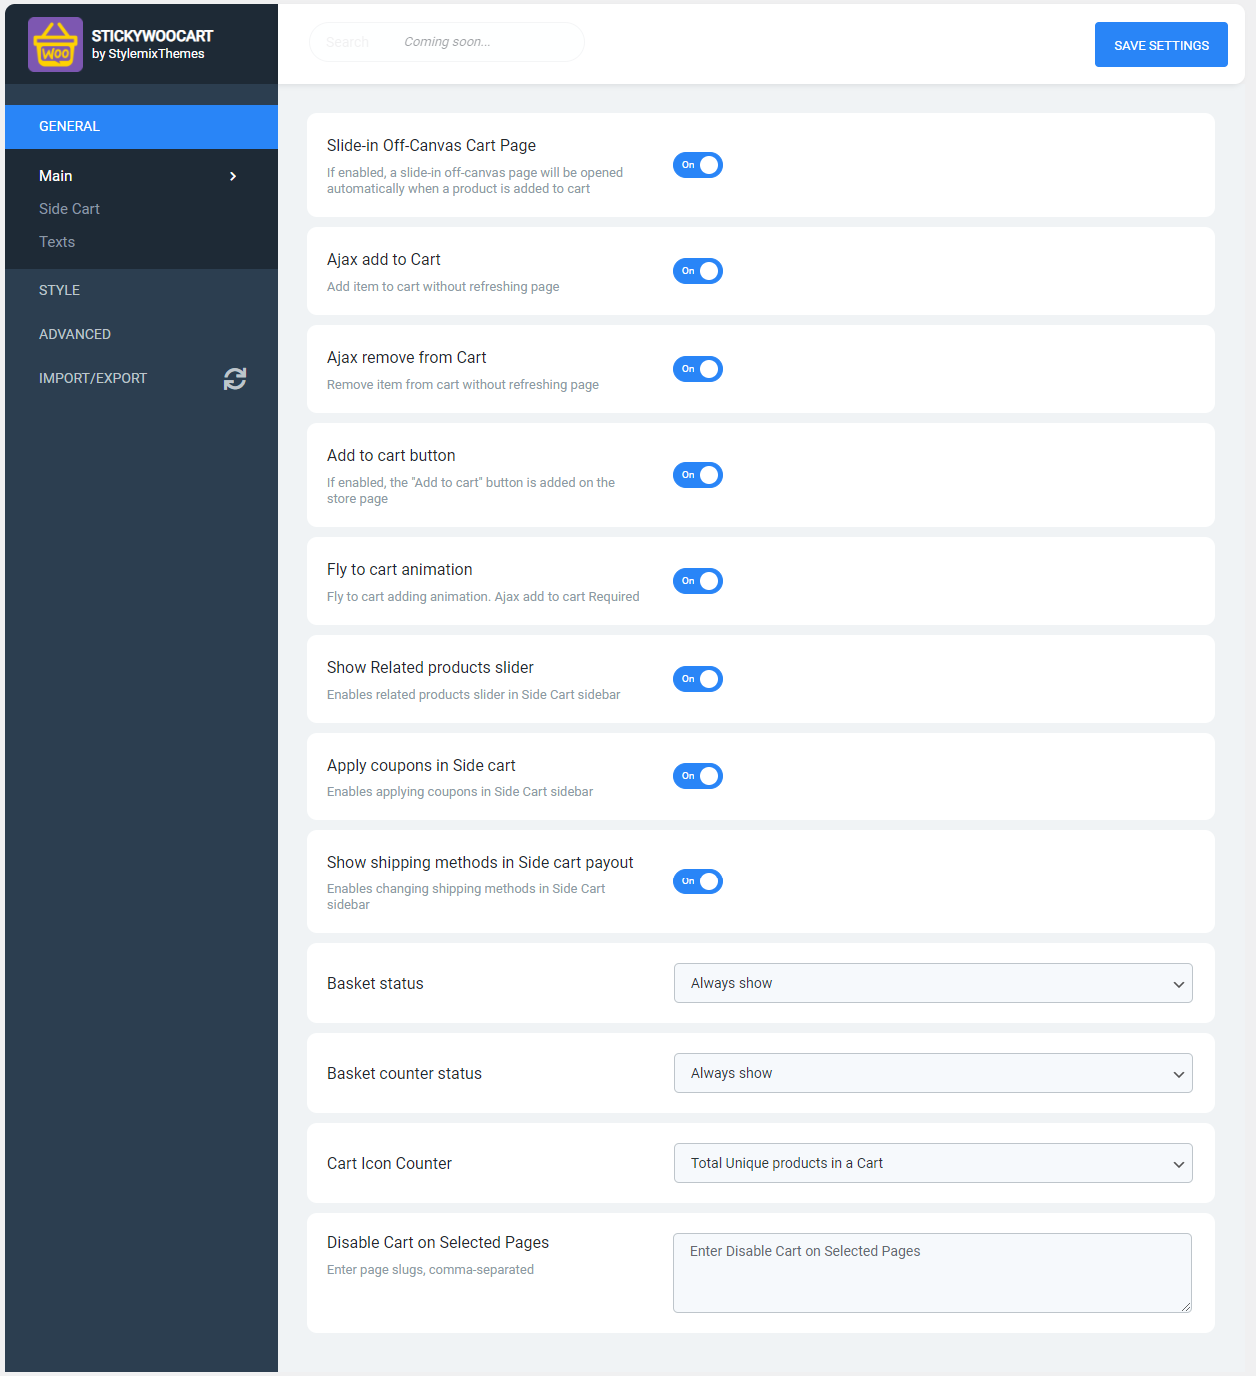 WOO
STICKYWOOCART
by StylemixThemes
Search
Coming soon...
SAVE SETTINGS
GENERAL
Main
Side Cart
Texts
STYLE
ADVANCED
IMPORT/EXPORT
Slide-in Off-Canvas Cart Page
If enabled, a slide-in off-canvas page will be opened
automatically when a product is added to cart
On
Ajax add to Cart
Add item to cart without refreshing page
On
Ajax remove from Cart
Remove item from cart without refreshing page
On
Add to cart button
If enabled, the "Add to cart" button is added on the
store page
On
Fly to cart animation
Fly to cart adding animation. Ajax add to cart Required
On
Show Related products slider
Enables related products slider in Side Cart sidebar
On
Apply coupons in Side cart
Enables applying coupons in Side Cart sidebar
On
Show shipping methods in Side cart payout
Enables changing shipping methods in Side Cart
sidebar
On
Basket status
Always show
Basket counter status
Always show
Cart Icon Counter
Total Unique products in a Cart
Disable Cart on Selected Pages
Enter page slugs, comma-separated
Enter Disable Cart on Selected Pages